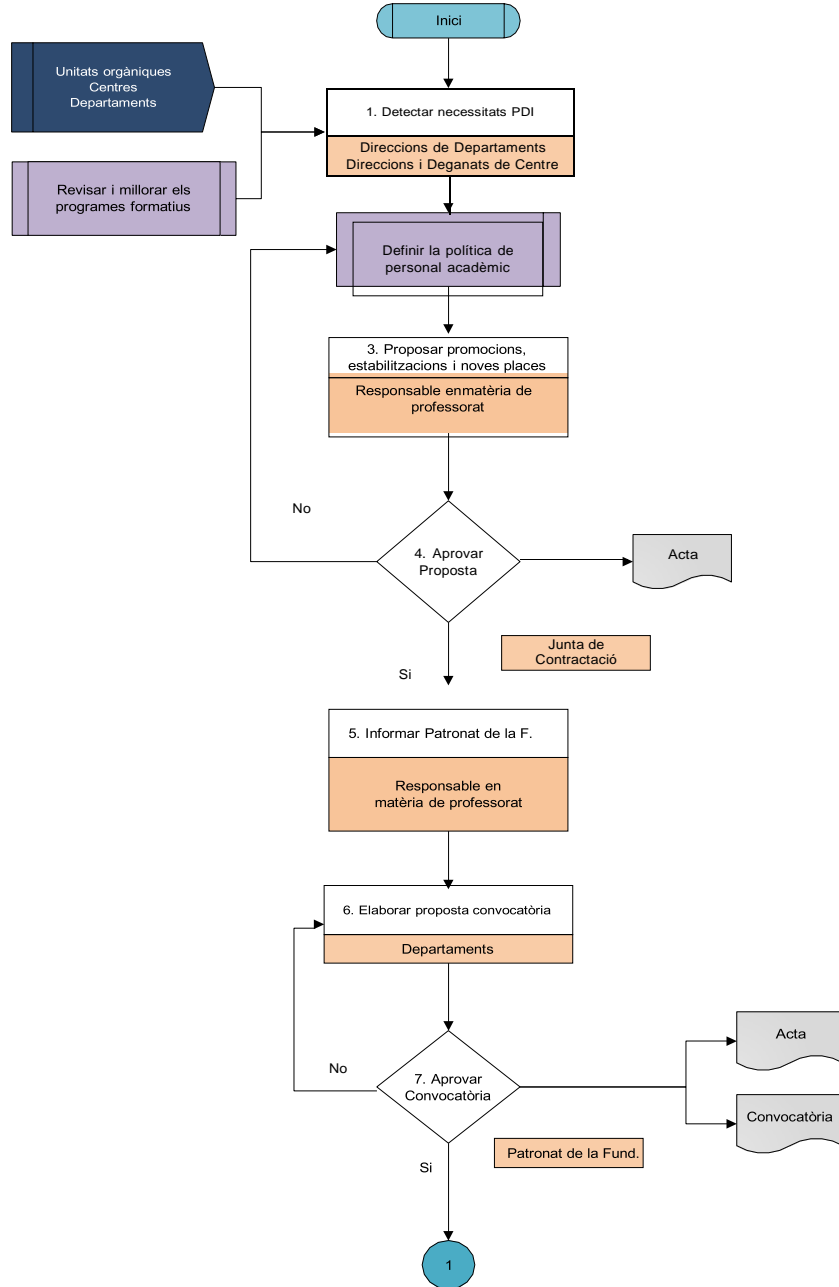 Inici
Unitats orgàniques
Centres
Departaments
1. Detectar necessitats PDI
Direccions de Departaments
Direccions i Deganats de Centre
Revisar i millorar els
programes formatius
Definir la política de
personal acadèmic
3. Proposar promocions,
estabilitzacions i noves places
Responsable enmatèria de
professorat
No
4. Aprovar
Proposta
Acta
Junta de
Contractació
Si
5. Informar Patronat de la F.
Responsable en
matèria de professorat
6. Elaborar proposta convocatòria
Departaments
Acta
No
7. Aprovar
Convocatòria
Convocatòria
Patronat de la Fund.
Si
1